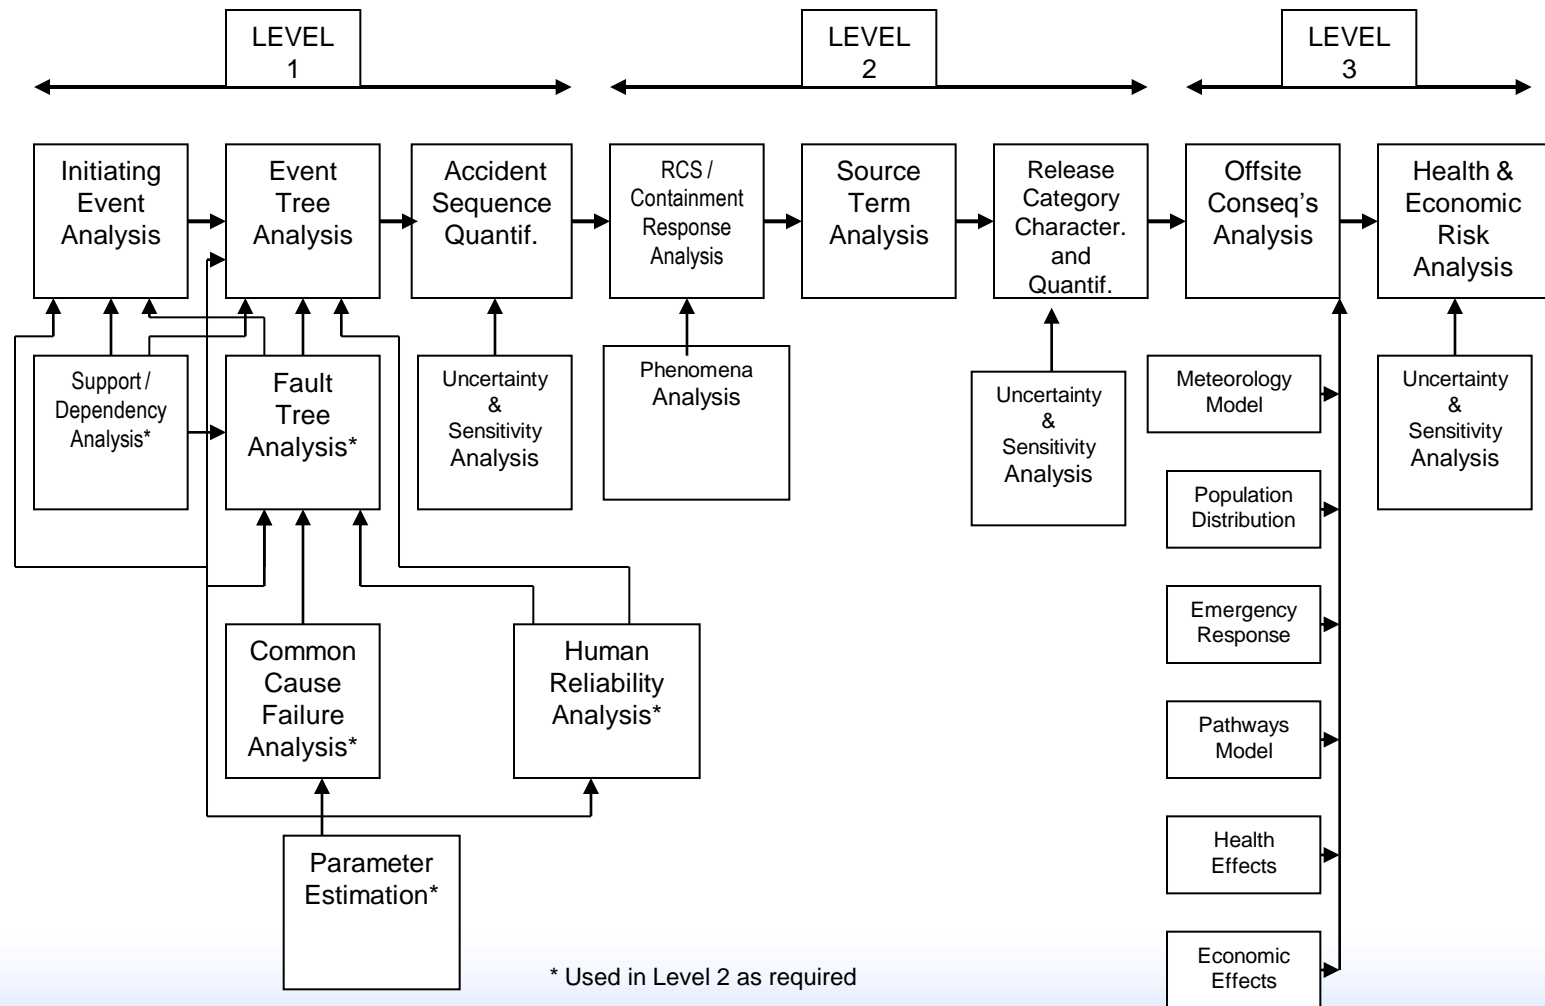 LEVEL
1
LEVEL
2
LEVEL
3
Initiating
Event
Analysis
Event
Tree
Analysis
Accident
Sequence
Quantif.
RCS /
Containment
Response
Analysis
Source
Term
Analysis
Release
Category
Character.
and
Quantif.
Offsite
Conseq's
Analysis
Health &
Economic
Risk
Analysis
Support /
Dependency
Analysis*
Fault
Tree
Analysis*
Uncertainty
&
Sensitivity
Analysis
Phenomena
Analysis
Uncertainty
&
Sensitivity
Analysis
Meteorology
Model
Uncertainty
&
Sensitivity
Analysis
Population
Distribution
Emergency
Response
Common
Cause
Failure
Analysis*
Human
Reliability
Analysis*
Pathways
Model
Parameter
Estimation*
Health
Effects
Economic
Effects
* Used in Level 2 as required